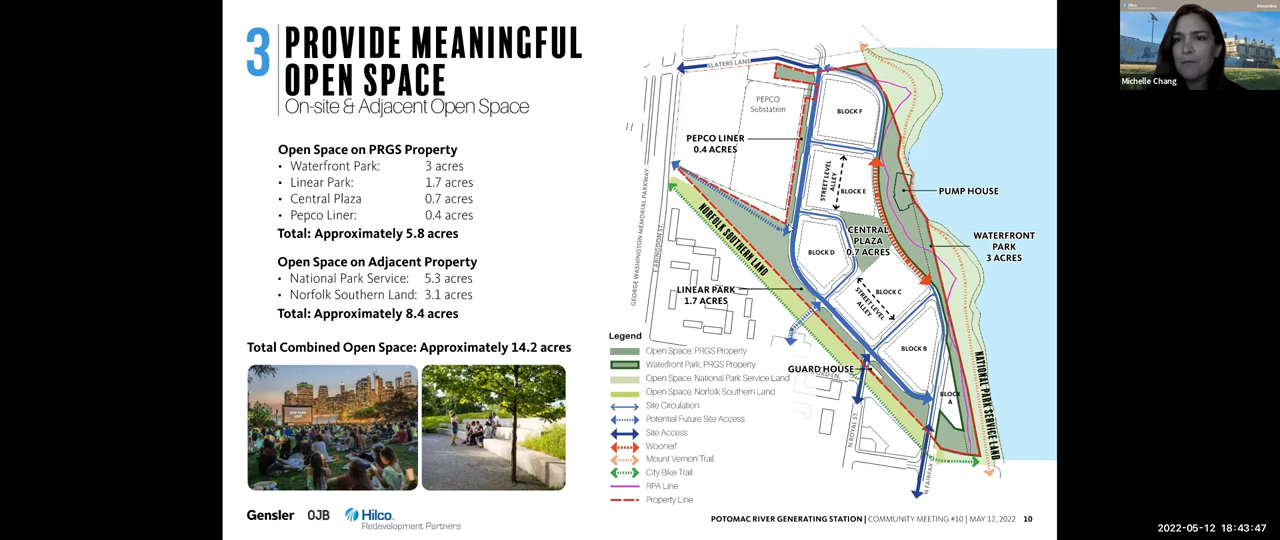 3 PROVIDE MEANINGFUL
OPEN SPACE
On-site & Adjacent Open Space
Open Space on PRGS Property
• Waterfront Park: 3 acres
• Linear Park: 1.7 acres
• Central Plaza 0.7 acres
• Pepco Liner: 0.4 acres
Total: Approximately 5.8 acres
Open Space on Adjacent Property
• National Park Service: 5.3 acres
• Norfolk Southern Land: 3.1 acres
Total: Approximately 8.4 acres
Total Combined Open Space: Approximately 14.2 acres
Gensler OJB Hilco
Redevelopment Partners
SLATERS LANE
PEPCO
Substation
BLOCK F
PEPCO LINER
0.4 ACRES
STREET LEVEL
ALLEY
BLOCK E
PUMP HOUSE
GEORGE WASHINGTON MEMORIAL PARKWAY
E ABINGDON ST
NORFOLK SOUTHERN LAND
CENTRAL
PLAZA
0.7 ACRES
WATERFRONT
PARK
3 ACRES
BLOCK D
LINEAR PARK
1.7 ACRES
BLOCK C
STREET LEVEL
ALLEY
BLOCK B
GUARD HOUSE
BLOCK
A
NATIONAL PARK SERVICE LAND
N ROYAL ST.
N FAIRFAX
Legend
Open Space, PRGS Property
Waterfront Park, PRGS Property
Open Space, National Park Service Land
Open Space, Norfolk Southern Land
Site Circulation
Potential Future Site Access
Site Access
Woonerf
Mount Vernon Trail
City Bike Trail
RPA Line
Property Line
POTOMAC RIVER GENERATING STATION | COMMUNITY MEETING #10 | MAY 12, 2022 10
Hilco
Alexandria
Michelle Chang
2022-05-12 18:43:47